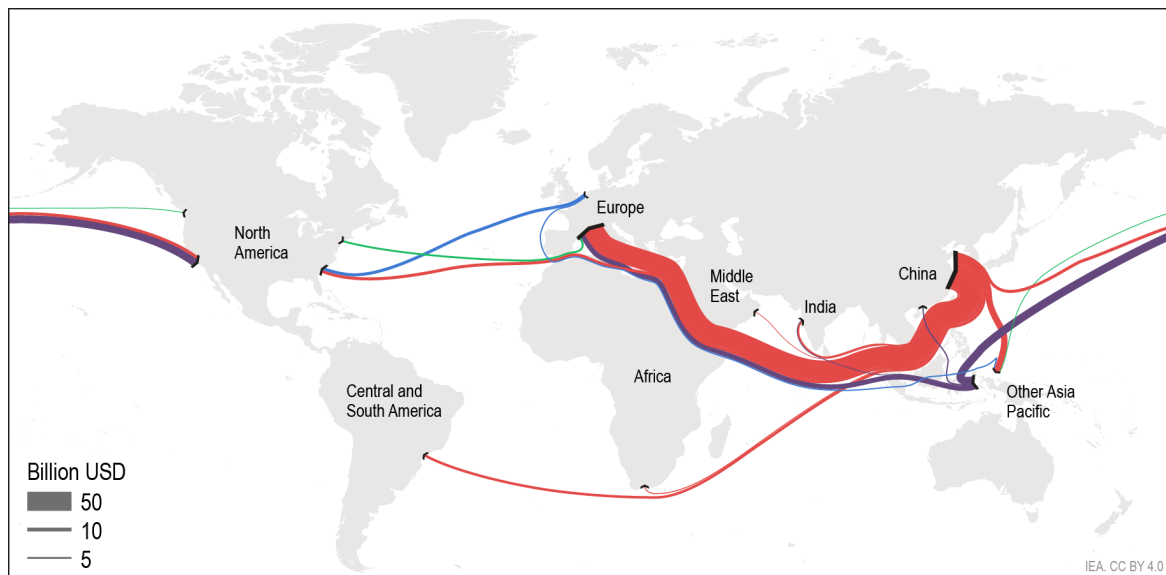 Europe
North
America
Middle
East
China
India
Africa
Central and
South America
Other Asia
Pacific
Billion USD
50
10
5
IEA. CC BY 4.0